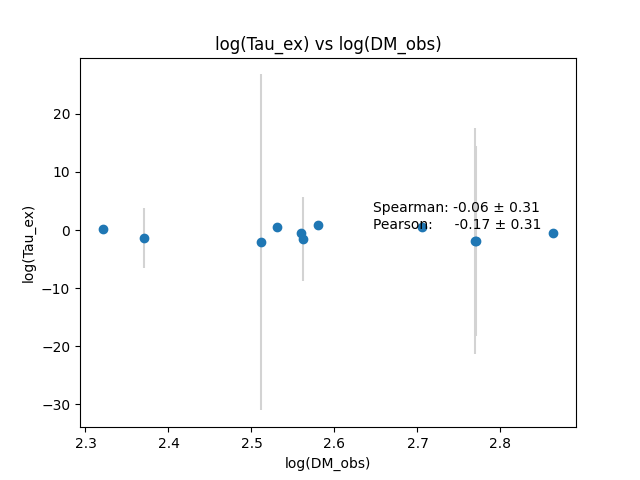 log(Tau_ex) vs log(DM_obs)
log(Tau_ex)
20
10
0
−10
−20
−30
Spearman: -0.06 ± 0.31
Pearson: -0.17 ± 0.31
2.3 2.4 2.5 2.6 2.7 2.8
log(DM_obs)